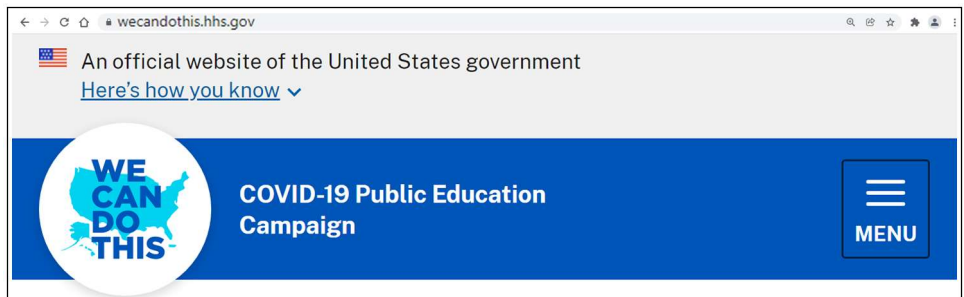 wecandothis.hhs.gov
An official website of the United States government
Here's how you know
WE
CAN
DO
THIS
COVID-19 Public Education
Campaign
MENU